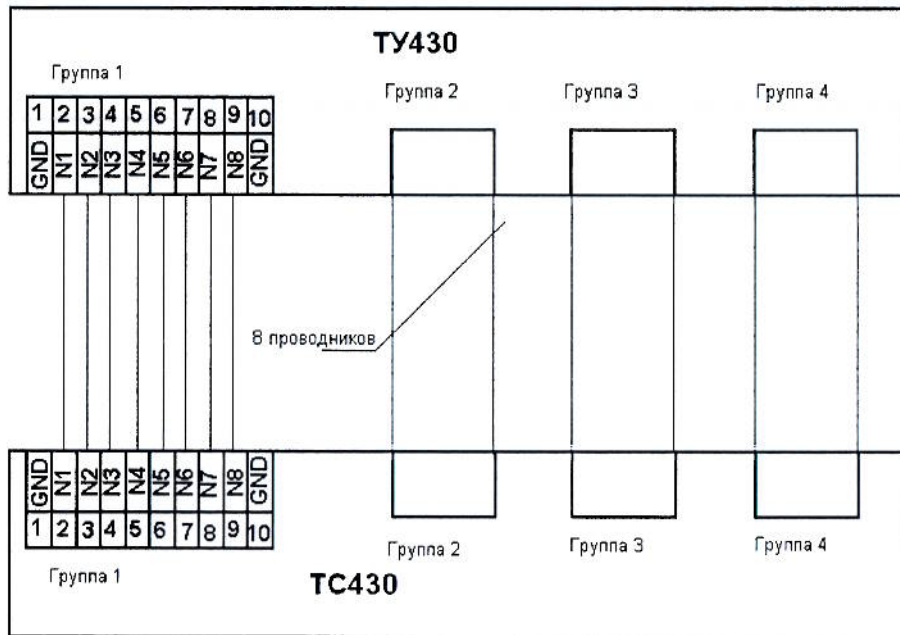 ТУ430
Группа 1
Группа 2
Группа 3
Группа 4
1 2 3 4 5 6 7 8 9 10
GND N1 N2 N3 N4 N5 N6 N7 N8 GND
8 проводников
GND N1 N2 N3 N4 N5 N6 N7 N8 GND
1 2 3 4 5 6 7 8 9 10
Группа 1
Группа 2
Группа 3
Группа 4
ТС430